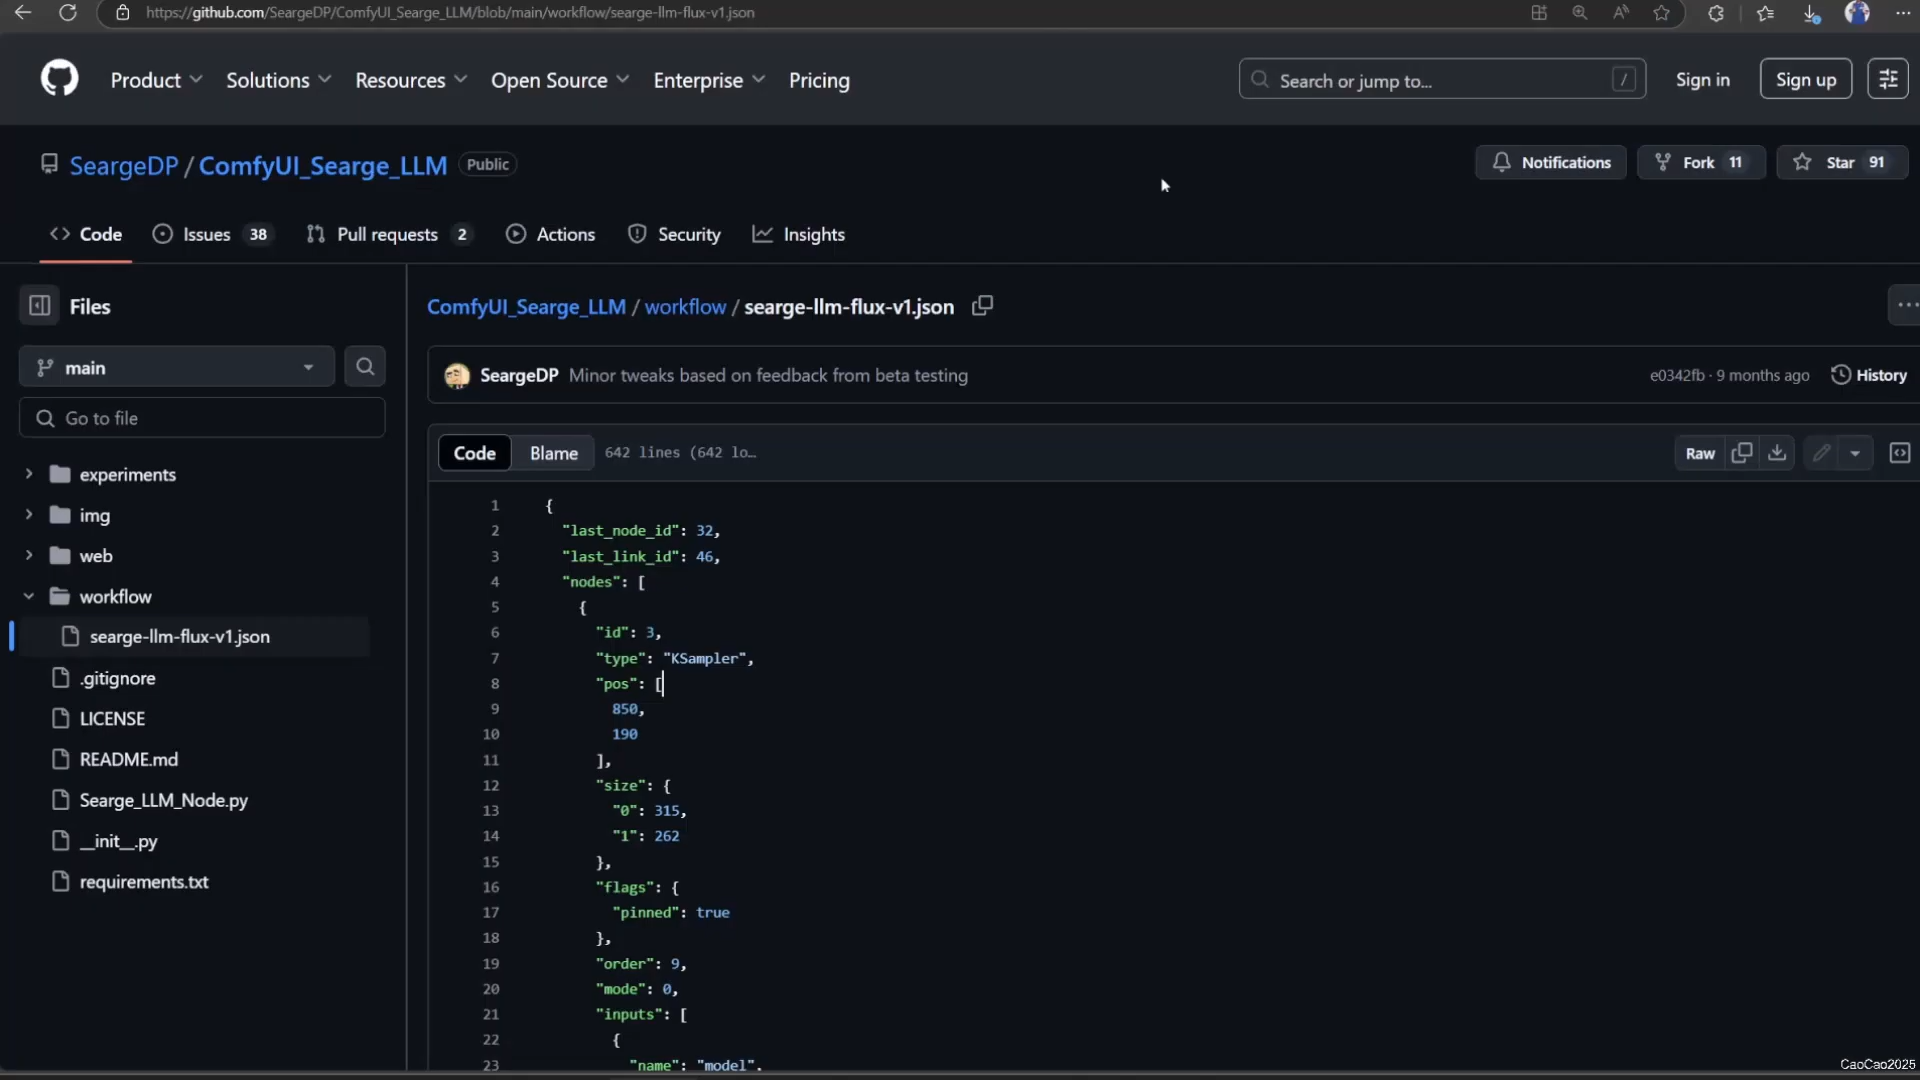 https://github.com/SeargeDP/ComfyUI_Searge_LLM/blob/main/workflow/searge-llm-flux-v1.json
Product Solutions Resources Open Source Enterprise Pricing Search or jump to... / Sign in Sign up
SeargeDP / ComfyUI_Searge_LLM Public Notifications Fork 11 Star 91
Code Issues 38 Pull requests 2 Actions Security Insights
Files
main
Go to file
experiments
img
web
workflow
searge-llm-flux-v1.json
.gitignore
LICENSE
README.md
Searge_LLM_Node.py
__init__.py
requirements.txt
ComfyUI_Searge_LLM / workflow / searge-llm-flux-v1.json
SeargeDP Minor tweaks based on feedback from beta testing e0342fb · 9 months ago History
Code Blame 642 lines (642 lo… Raw
1 {
2 "last_node_id": 32,
3 "last_link_id": 46,
4 "nodes": [
5 {
6 "id": 3,
7 "type": "KSampler",
8 "pos": [
9 850,
10 190
11 ],
12 "size": {
13 "0": 315,
14 "1": 262
15 },
16 "flags": {
17 "pinned": true
18 },
19 "order": 9,
20 "mode": 0,
21 "inputs": [
22 {
23 "name": "model",
CaoCao2025